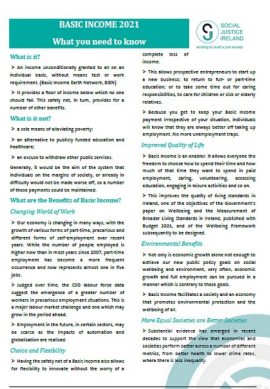 BASIC INCOME 2021
What you need to know
SOCIAL
JUSTICE
IRELAND
working to build a just society
What is it?
➢ An income unconditionally granted to all on an
individual basis, without means test or work
requirement. (Basic Income Earth Network, BIEN)
➢ It provides a floor of income below which no one
should fall. This safety net, in turn, provides for a
number of other benefits.
What is it not?
➢ a sole means of alleviating poverty;
➢ an alternative to publicly funded education and
healthcare;
➢ an excuse to withdraw other public services.
Generally, it would be the aim of the system that
individuals on the margins of society, or already in
difficulty would not be made worse off, so a number
of those payments could be maintained.
What are the Benefits of Basic Income?
Changing World of Work
➢ Our economy is changing in many ways, with the
growth of various forms of part-time, precarious and
different forms of self-employment over recent
years. While the number of people employed is
higher now than in most years since 2007, part-time
employment has become a more frequent
occurrence and now represents almost one in five
jobs.
➢ Judged over time, the CSO labour force data
suggest the emergence of a greater number of
workers in precarious employment situations. This is
a major labour market challenge and one which may
grow in the period ahead.
➢ Employment in the future, in certain sectors, may
be scarce as the impacts of automation and
globalisation are realised.
Choice and Flexibility
➢ Having the safety net of a Basic Income also allows
for flexibility to innovate without the worry of a
complete loss of
income.
➢ This allows prospective entrepreneurs to start up
a new business; to return to full- or part-time
education; or to take some time out for caring
responsibilities, to care for children or sick or elderly
relatives.
➢ Because you get to keep your Basic Income
payment irrespective of your situation, individuals
will know that they are always better off taking up
employment. No more unemployment traps.
Improved Quality of Life
➢ Basic Income is an enabler. It allows everyone the
freedom to choose how to spend their time and how
much of that time they want to spend in paid
employment, caring, volunteering, accessing
education, engaging in leisure activities and so on.
➢ This improves the quality of living standards in
Ireland, one of the objectives of the Government's
paper on Wellbeing and the Measurement of
Broader Living Standards in Ireland, published with
Budget 2021, and of the Wellbeing Framework
subsequently to be designed.
Environmental Benefits
➢ Not only is economic growth alone not enough to
achieve our new public policy goals on social
wellbeing and environment, very often, economic
growth and full employment can be pursued in a
manner which is contrary to these goals.
➢ Basic Income facilitates a society and an economy
that promotes environmental protection and the
wellbeing of all.
More Equal Societies are Better Societies
➢ Substantial evidence has emerged in recent
decades to support the view that economies and
societies perform better across a number of different
metrics, from better health to lower crime rates,
where there is less inequality.